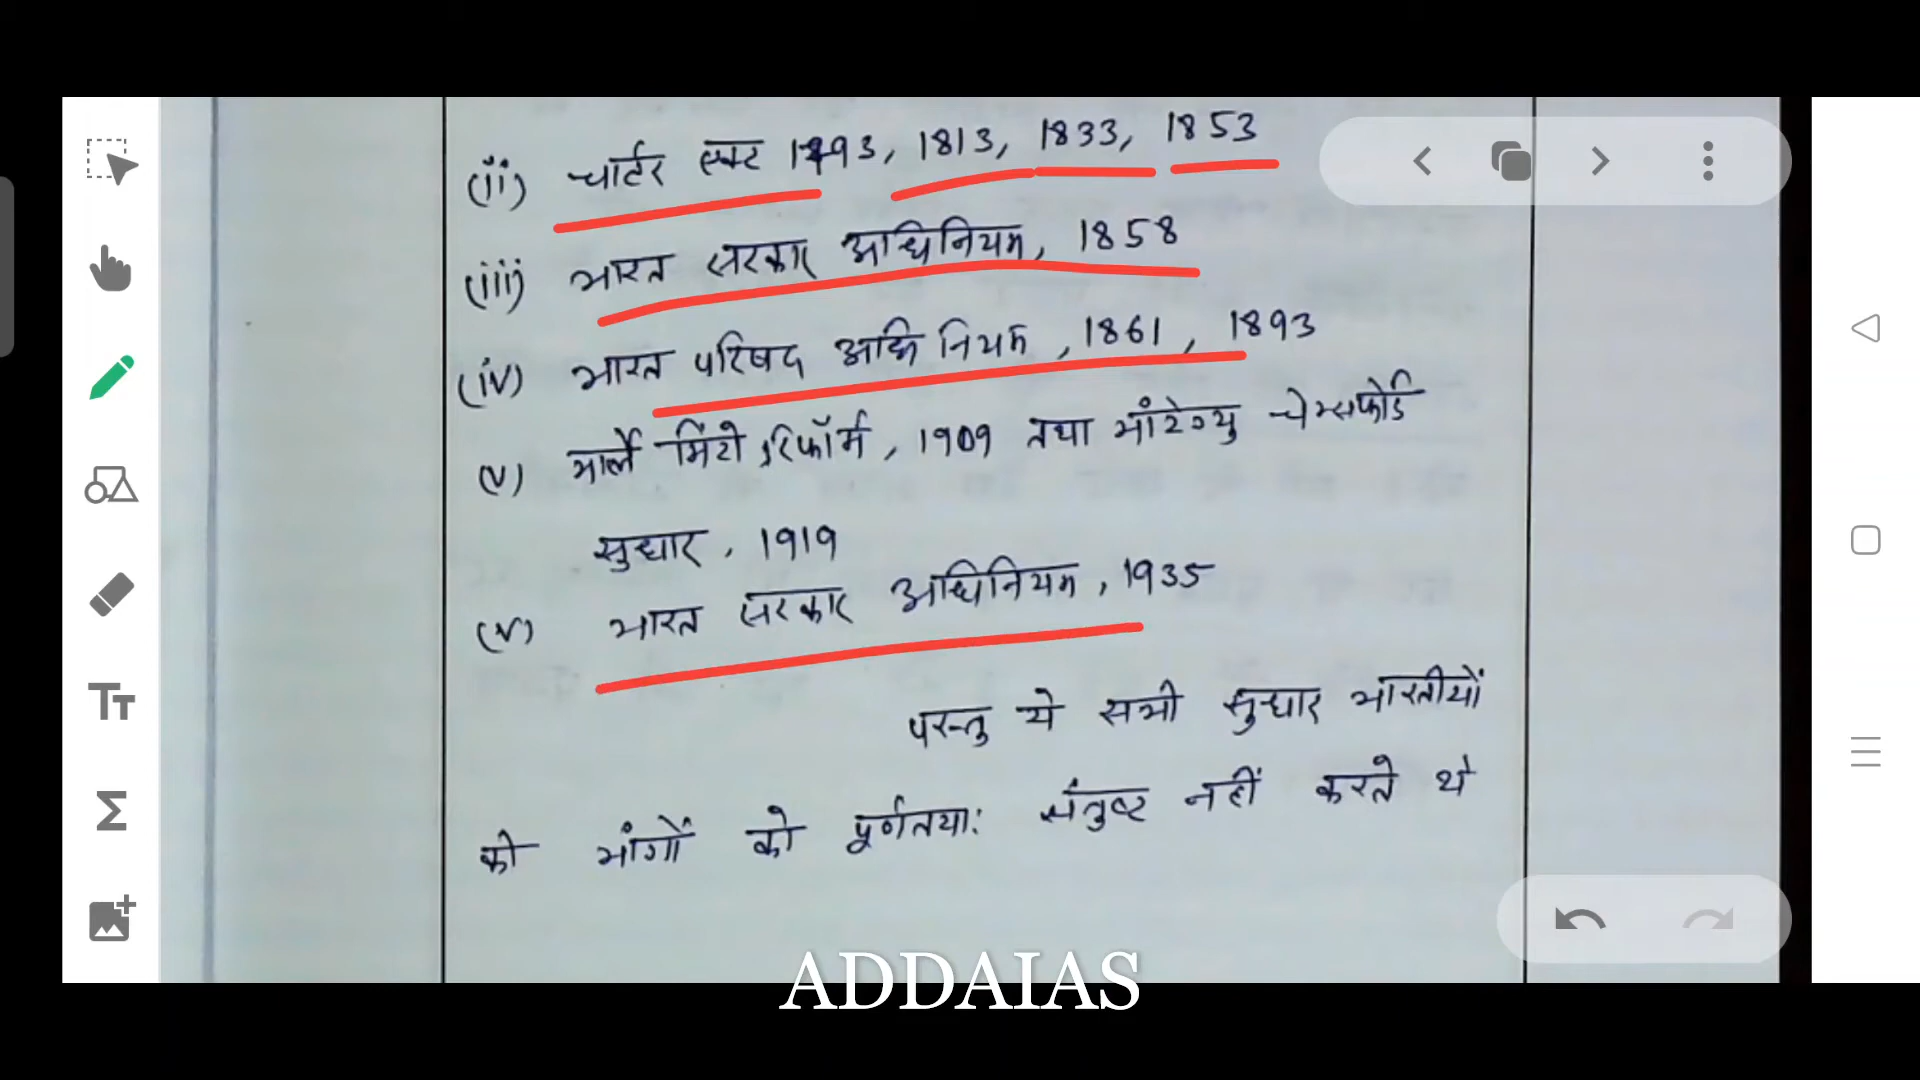 (ii) चार्टर एक्ट 1793, 1813, 1833, 1853
(iii) भारत सरकार अधिनियम, 1858
(iv) भारत परिषद अधिनियम, 1861, 1893
(v) मार्ले मिंटो रिफॉर्म, 1909 तथा मांटेग्यु चेम्सफोर्ड
सुधार, 1919
(v) भारत सरकार अधिनियम, 1935
परन्तु ये सभी सुधार भारतीयों
की मांगों को पूर्णतया: संतुष्ट नहीं करते थे
ADDAIAS